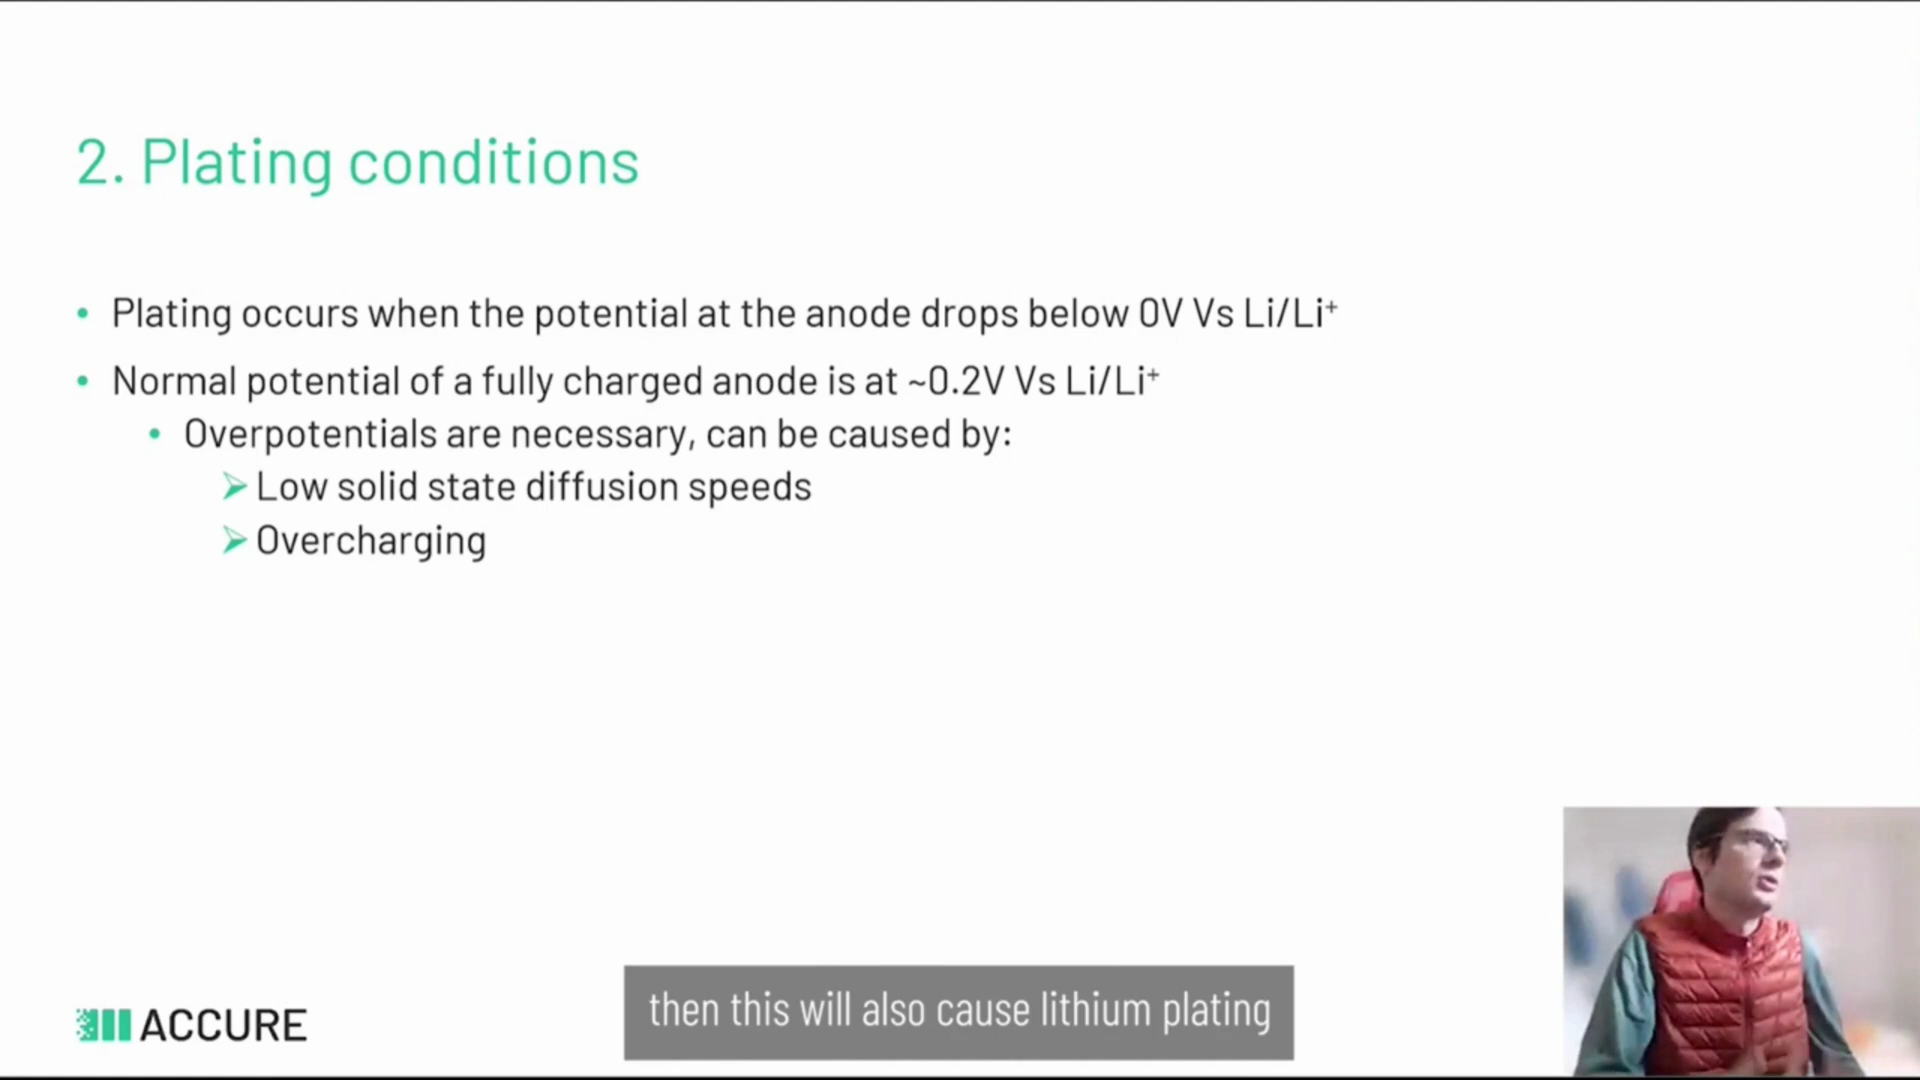 2. Plating conditions
• Plating occurs when the potential at the anode drops below 0V Vs Li/Li⁺
• Normal potential of a fully charged anode is at ~0.2V Vs Li/Li⁺
• Overpotentials are necessary, can be caused by:
➢ Low solid state diffusion speeds
➢ Overcharging
then this will also cause lithium plating
ACCURE